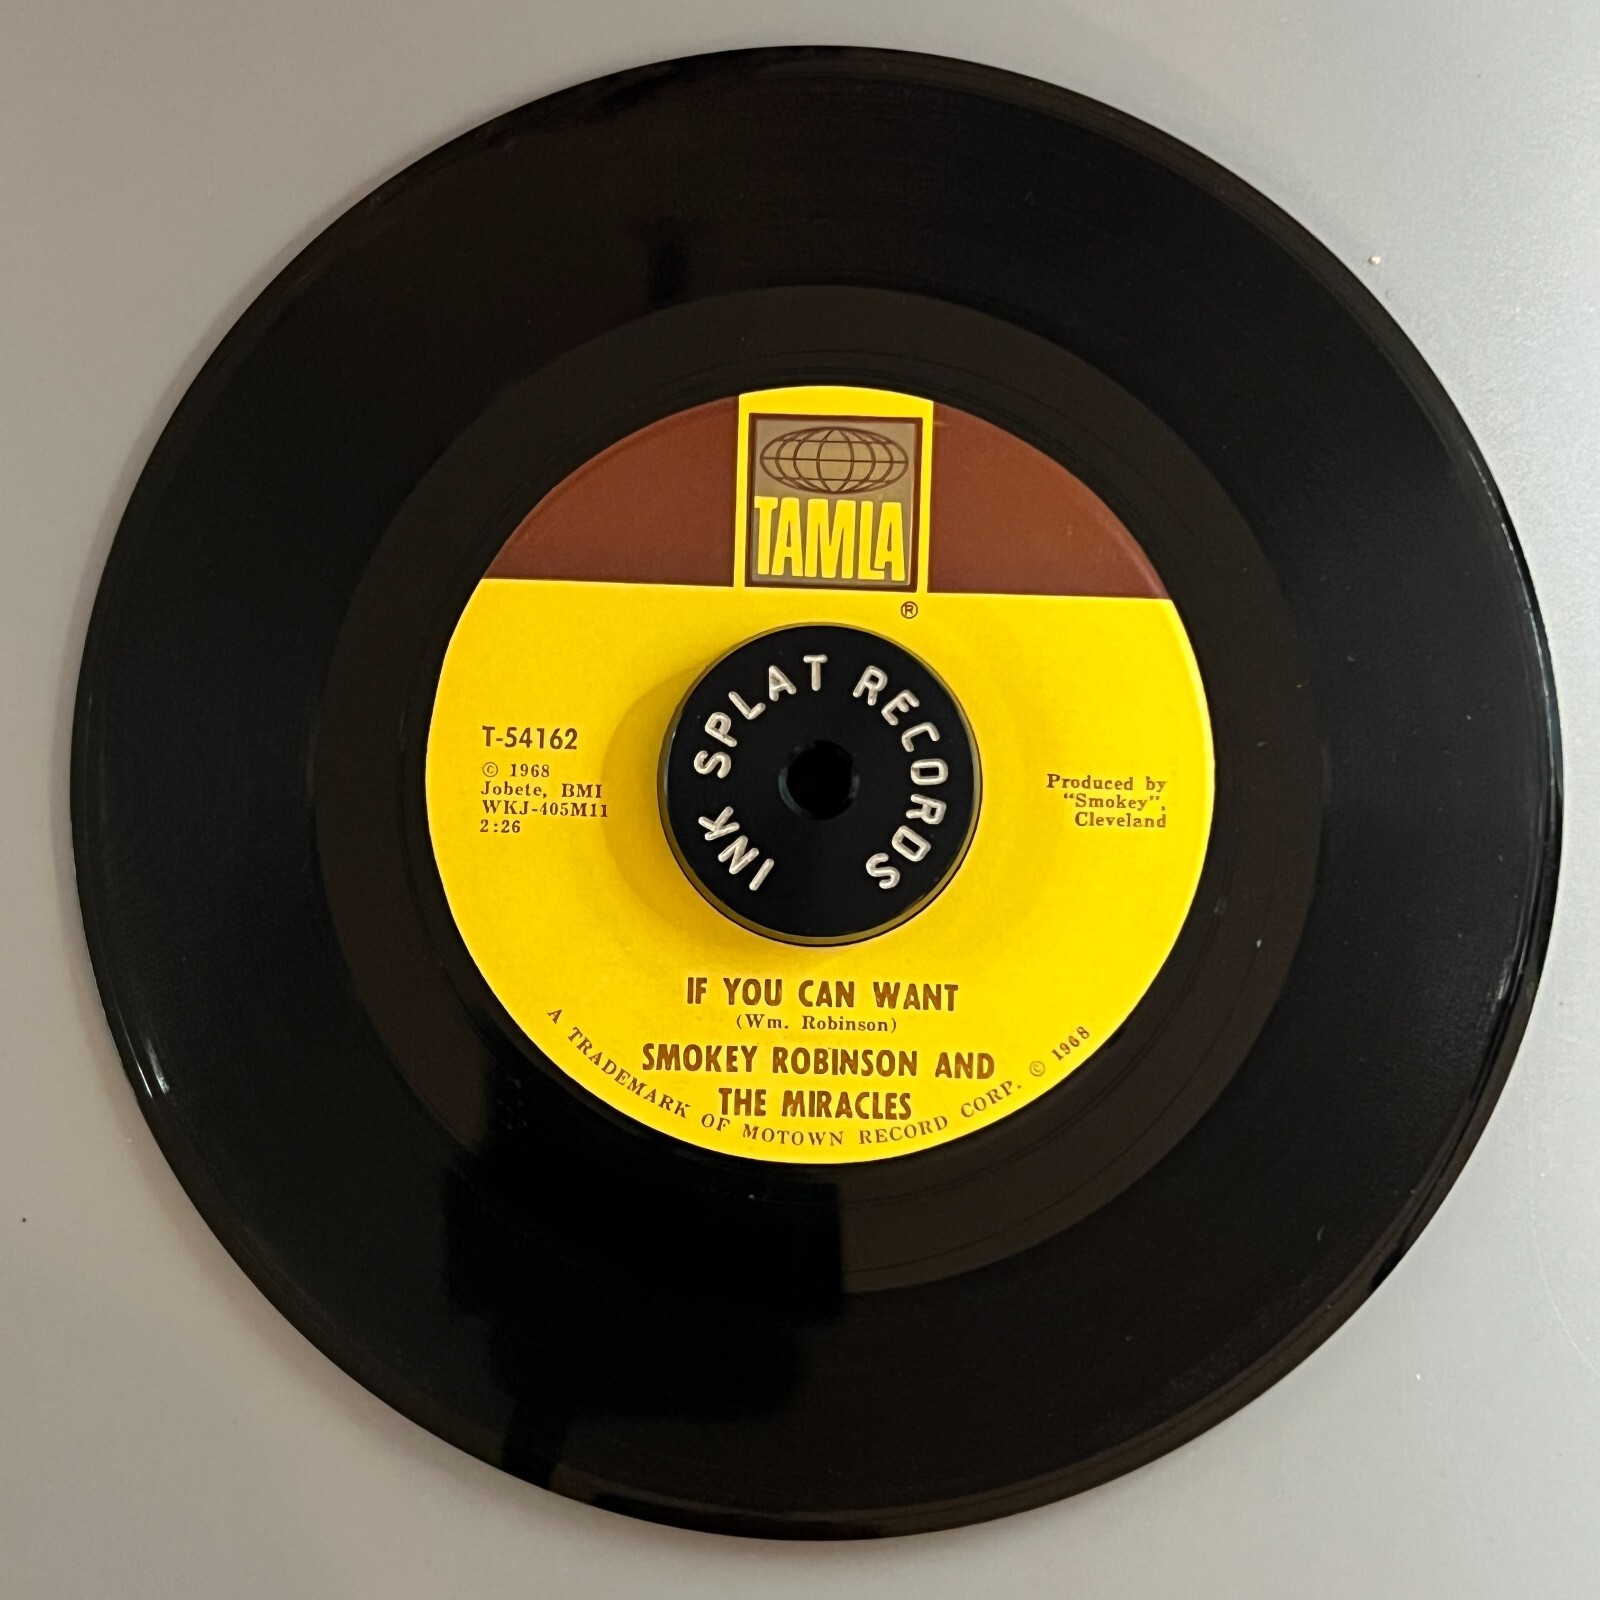 TAMLA
®
INK SPLAT RECORDS
T-54162
© 1968
Jobete, BMI
WKJ-405M11
2:26
Produced by
"Smokey",
Cleveland
IF YOU CAN WANT
(Wm. Robinson)
SMOKEY ROBINSON AND
THE MIRACLES
A TRADEMARK OF MOTOWN RECORD CORP. © 1968